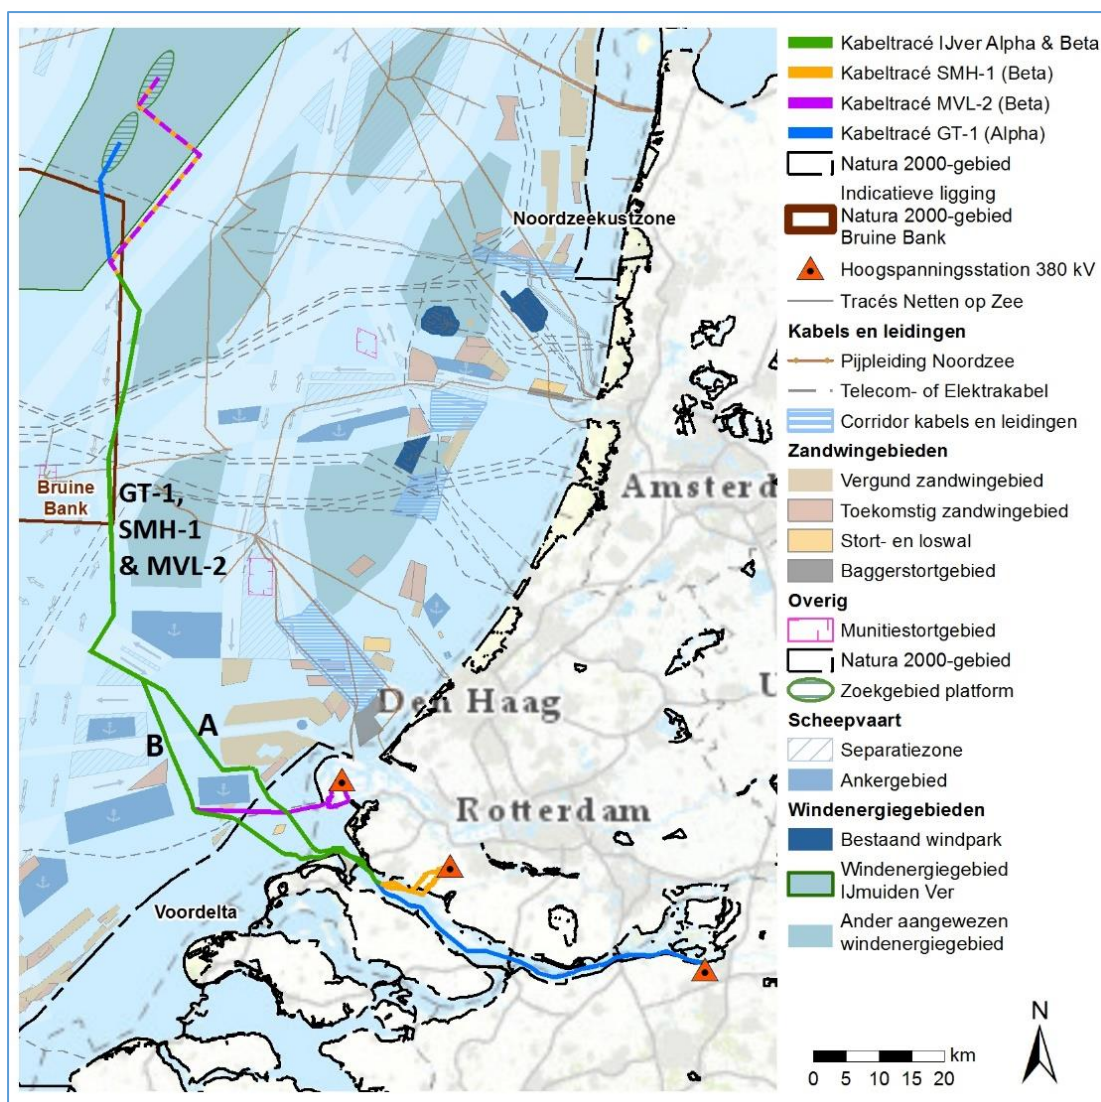 Noordzeekustzone
Bruine
Bank
GT-1,
SMH-1
& MVL-2
Amsterd
Den Haag
U
A
B
Rotterdam
Voordelta
Kabeltracé IJver Alpha & Beta
Kabeltracé SMH-1 (Beta)
Kabeltracé MVL-2 (Beta)
Kabeltracé GT-1 (Alpha)
Natura 2000-gebied
Indicatieve ligging
Natura 2000-gebied
Bruine Bank
Hoogspanningsstation 380 kV
Tracés Netten op Zee
Kabels en leidingen
Pijpleiding Noordzee
Telecom- of Elektrakabel
Corridor kabels en leidingen
Zandwingebieden
Vergund zandwingebied
Toekomstig zandwingebied
Stort- en loswal
Baggerstortgebied
Overig
Munitiestortgebied
Natura 2000-gebied
Zoekgebied platform
Scheepvaart
Separatiezone
Ankergebied
Windenergiegebieden
Bestaand windpark
Windenergiegebied
IJmuiden Ver
Ander aangewezen
windenergiegebied
N
km
0 5 10 15 20